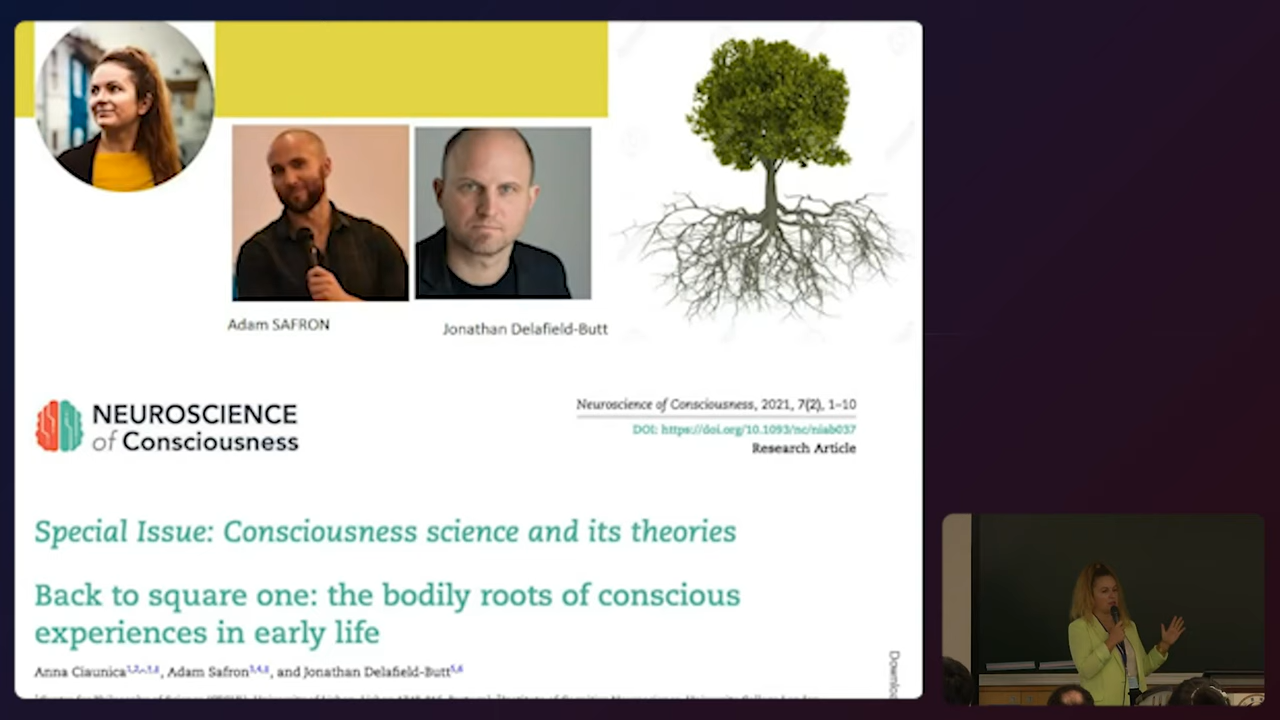 Adam SAFRON
Jonathan Delafield-Butt
NEUROSCIENCE
of Consciousness
Neuroscience of Consciousness, 2021, 7(2), 1–10
DOI: https://doi.org/10.1093/nc/niab037
Research Article
Special Issue: Consciousness science and its theories
Back to square one: the bodily roots of conscious
experiences in early life
Anna Ciaunica, Adam Safron, and Jonathan Delafield-Butt
Downloa